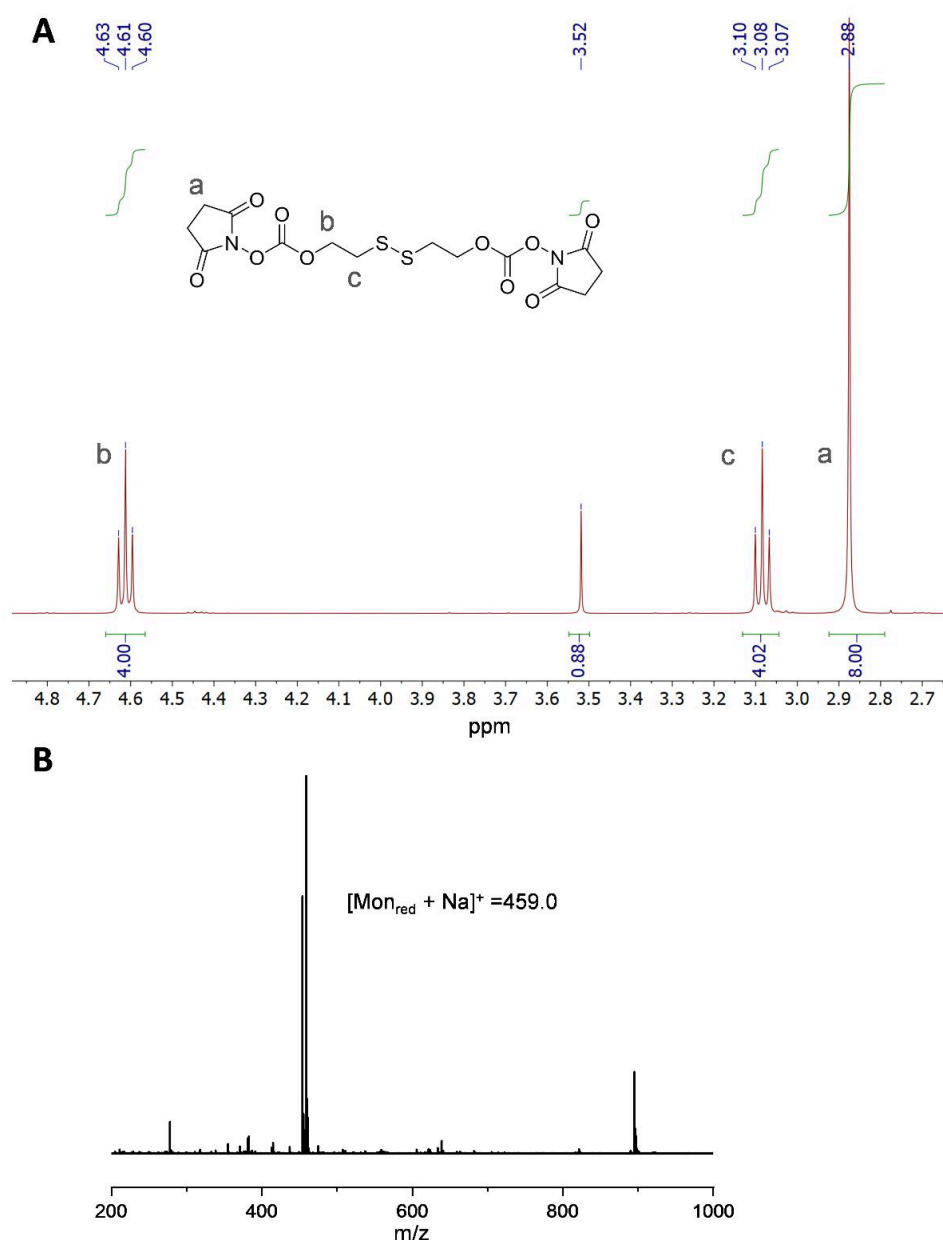 A
4.63
4.61
4.60
3.52
3.10
3.08
3.07
2.88
a
O
O
b
N
O
O
S
S
c
O
O
O
N
O
O
O
b
c
a
4.00
0.88
4.02
8.00
4.8 4.7 4.6 4.5 4.4 4.3 4.2 4.1 4.0 3.9 3.8 3.7 3.6 3.5 3.4 3.3 3.2 3.1 3.0 2.9 2.8 2.7
ppm
B
[Monred + Na]+ =459.0
200 400 600 800 1000
m/z